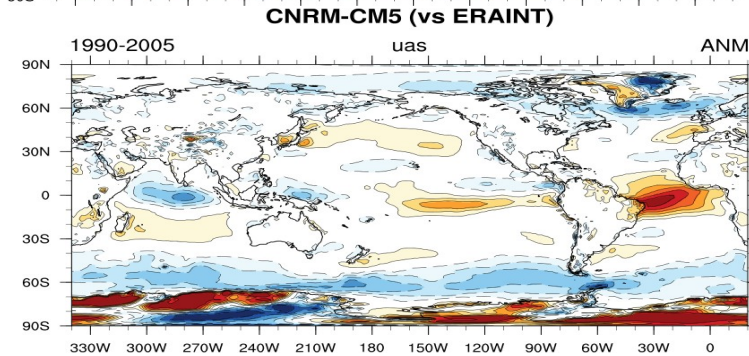 CNRM-CM5 (vs ERAINT)
1990-2005 uas ANM
90N
60N
30N
0
30S
60S
90S
330W 300W 270W 240W 210W 180 150W 120W 90W 60W 30W 0